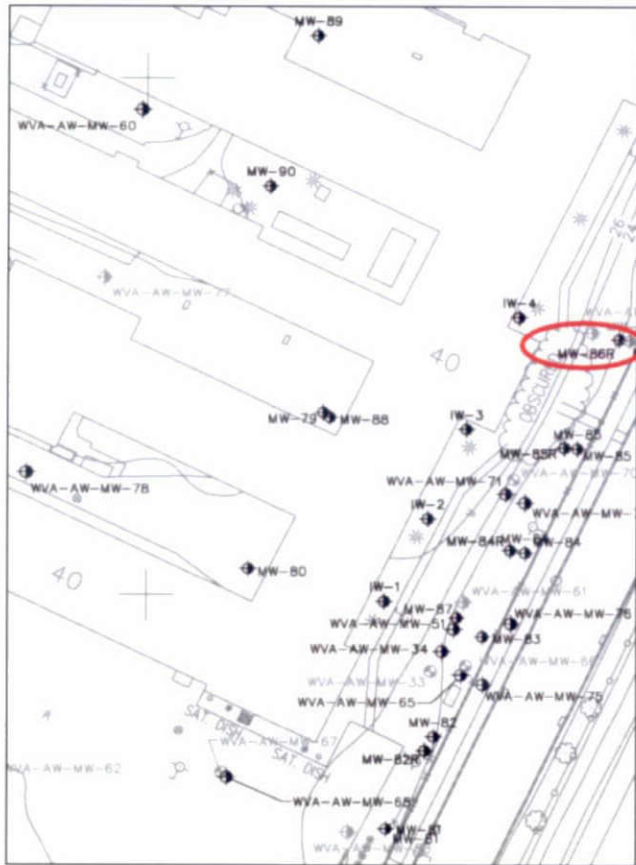 MW-89
WVA-AW-MW-60
MW-90
26
24
WVA-AW-MW-77
IW-4
MW-86R
40
OBSCURED
MW-79
MW-88
IW-3
MW-85R
MW-85
WVA-AW-MW-78
WVA-AW-MW-71
IW-2
MW-84R
MW-84
MW-80
40
IW-1
WVA-AW-MW-61
MW-87
WVA-AW-MW-51
WVA-AW-MW-76
MW-83
WVA-AW-MW-34
WVA-AW-MW-33
WVA-AW-MW-65
WVA-AW-MW-75
SAT. DISH
MW-82
WVA-AW-MW-67
SAT. DISH
MW-82R
WVA-AW-MW-62
WVA-AW-MW-68
MW-81